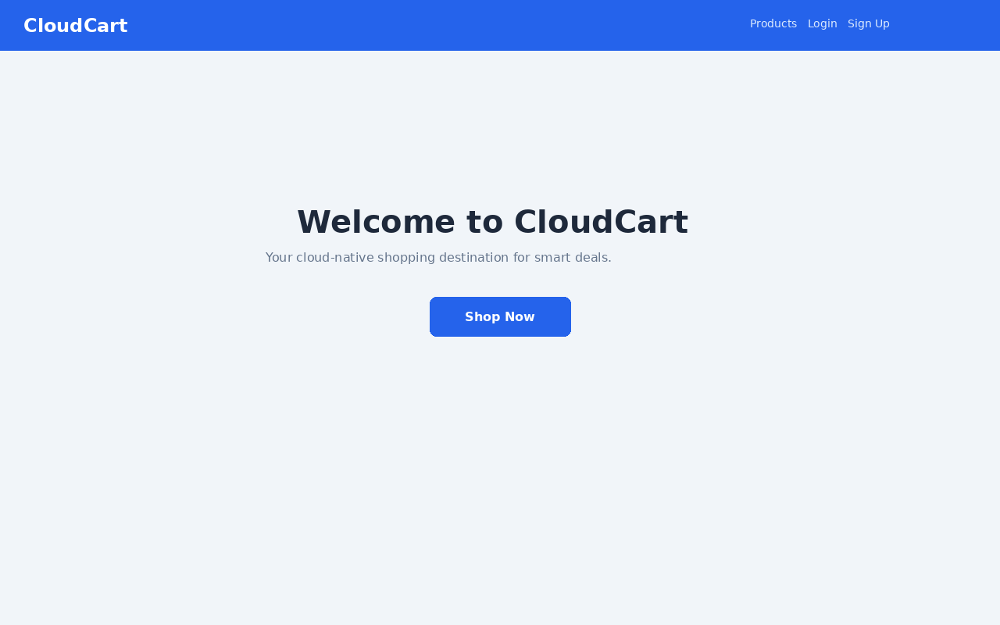 CloudCart
Products Login Sign Up
Welcome to CloudCart
Your cloud-native shopping destination for smart deals.
Shop Now